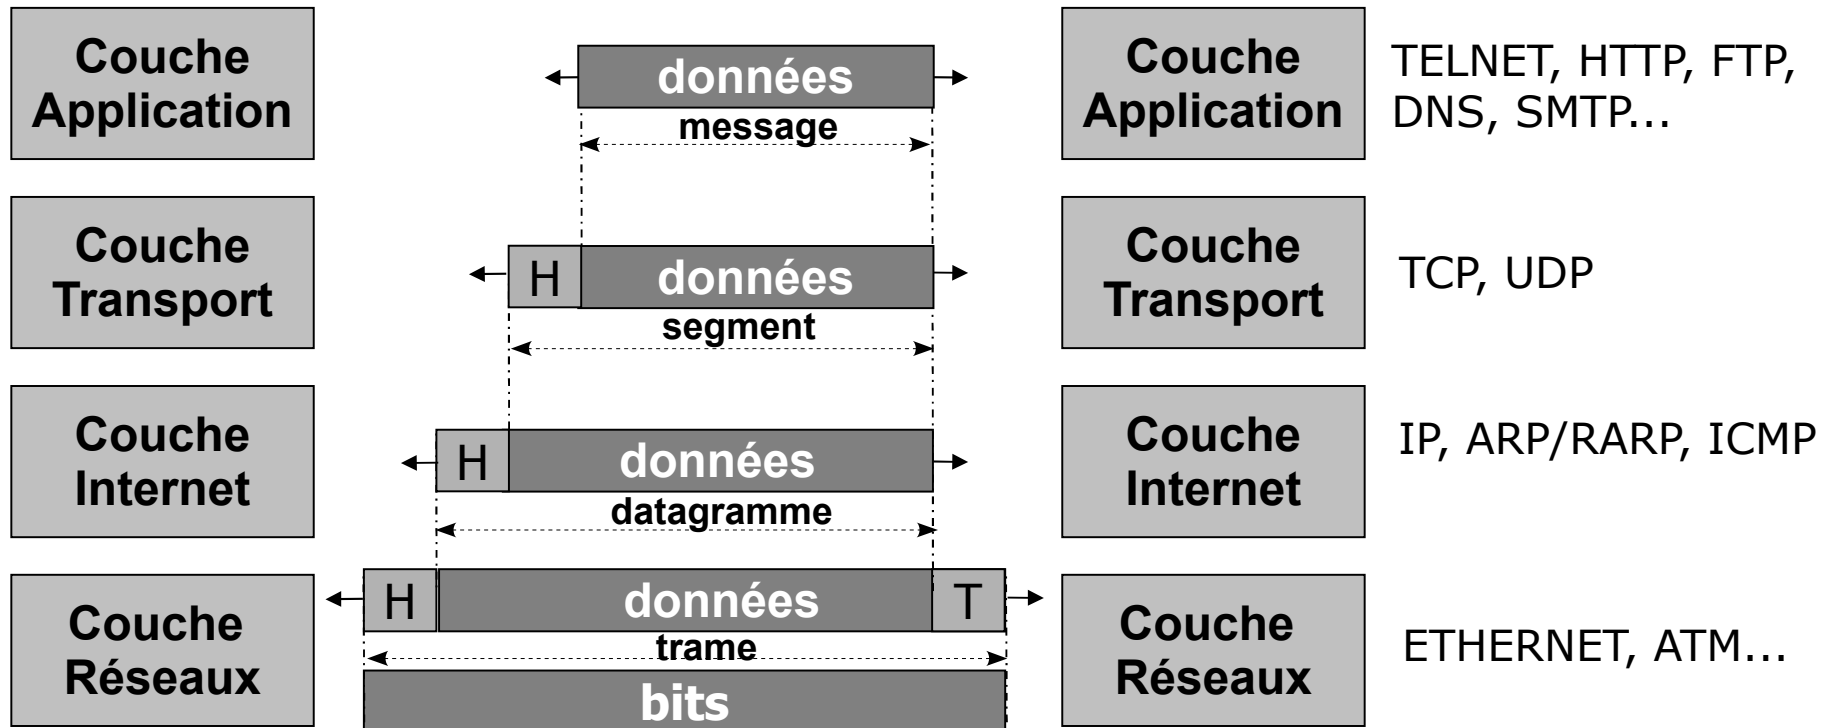 Couche
Application
données
message
Couche
Application
TELNET, HTTP, FTP,
DNS, SMTP...
Couche
Transport
H
données
segment
Couche
Transport
TCP, UDP
Couche
Internet
H
données
datagramme
Couche
Internet
IP, ARP/RARP, ICMP
Couche
Réseaux
H
données
T
trame
bits
Couche
Réseaux
ETHERNET, ATM...